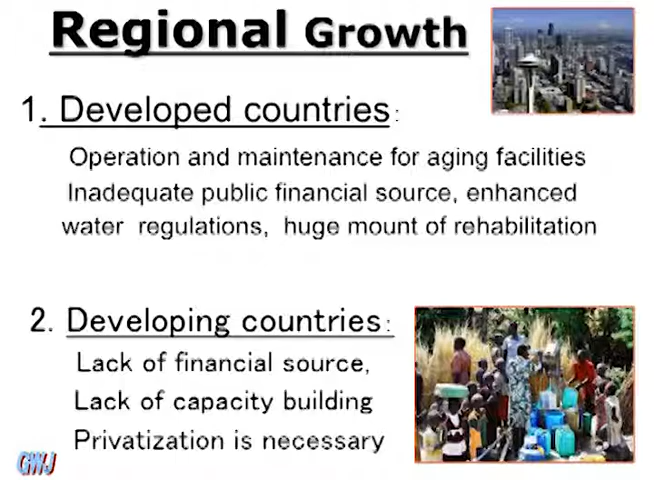 Regional Growth
1. Developed countries:
Operation and maintenance for aging facilities
Inadequate public financial source, enhanced
water regulations, huge mount of rehabilitation
2. Developing countries:
Lack of financial source,
Lack of capacity building
Privatization is necessary
GWJ